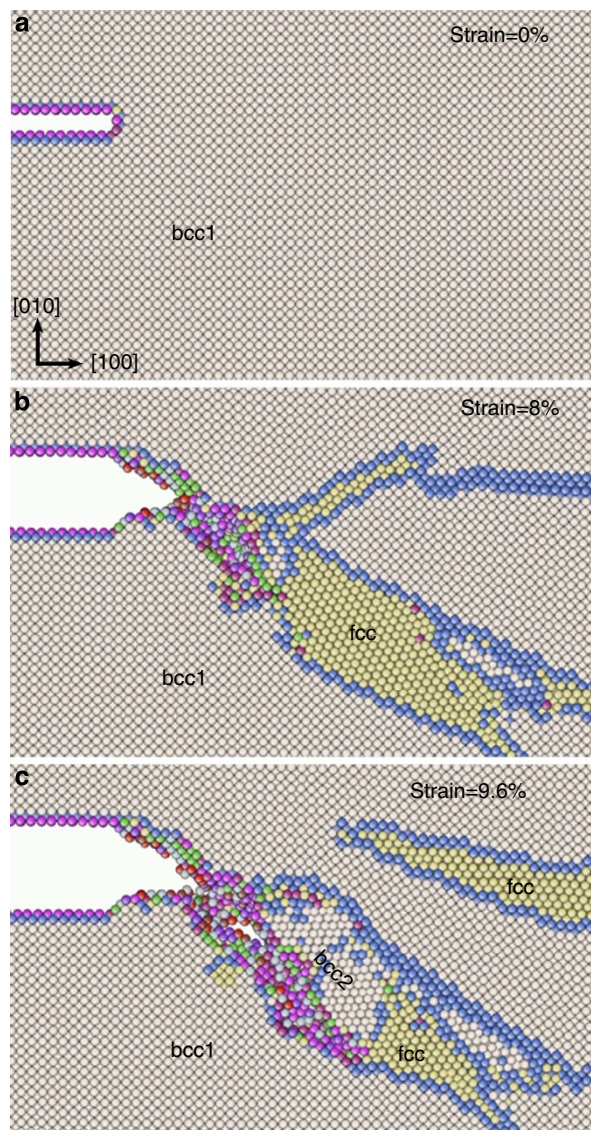 a
Strain=0%
bcc1
[010]
[100]
b
Strain=8%
fcc
bcc1
c
Strain=9.6%
fcc
bcc2
bcc1
fcc